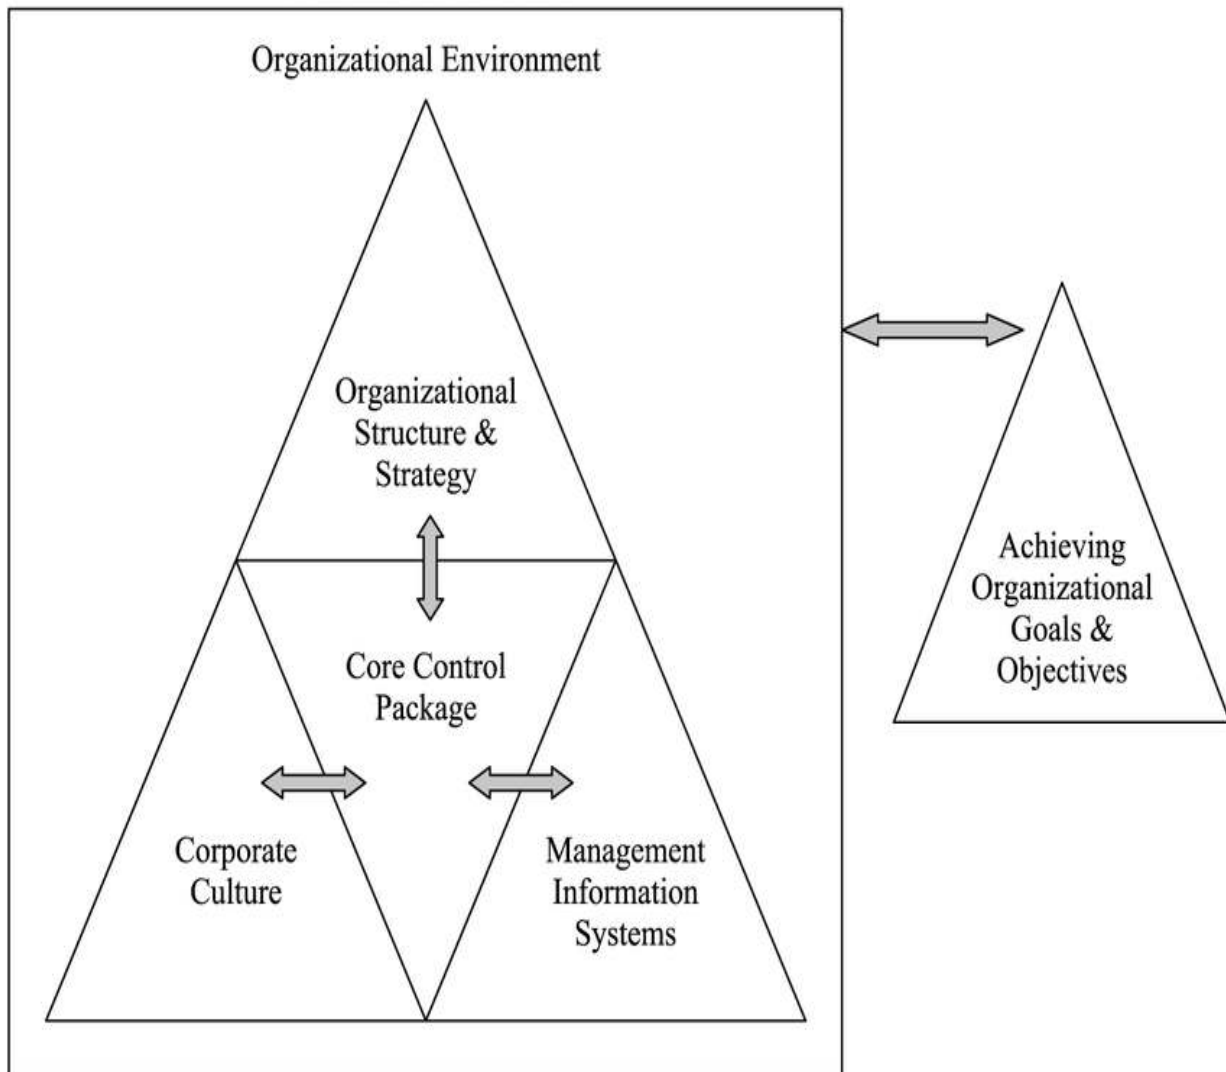 Organizational Environment
Organizational
Structure &
Strategy
Core Control
Package
Corporate
Culture
Management
Information
Systems
Achieving
Organizational
Goals &
Objectives